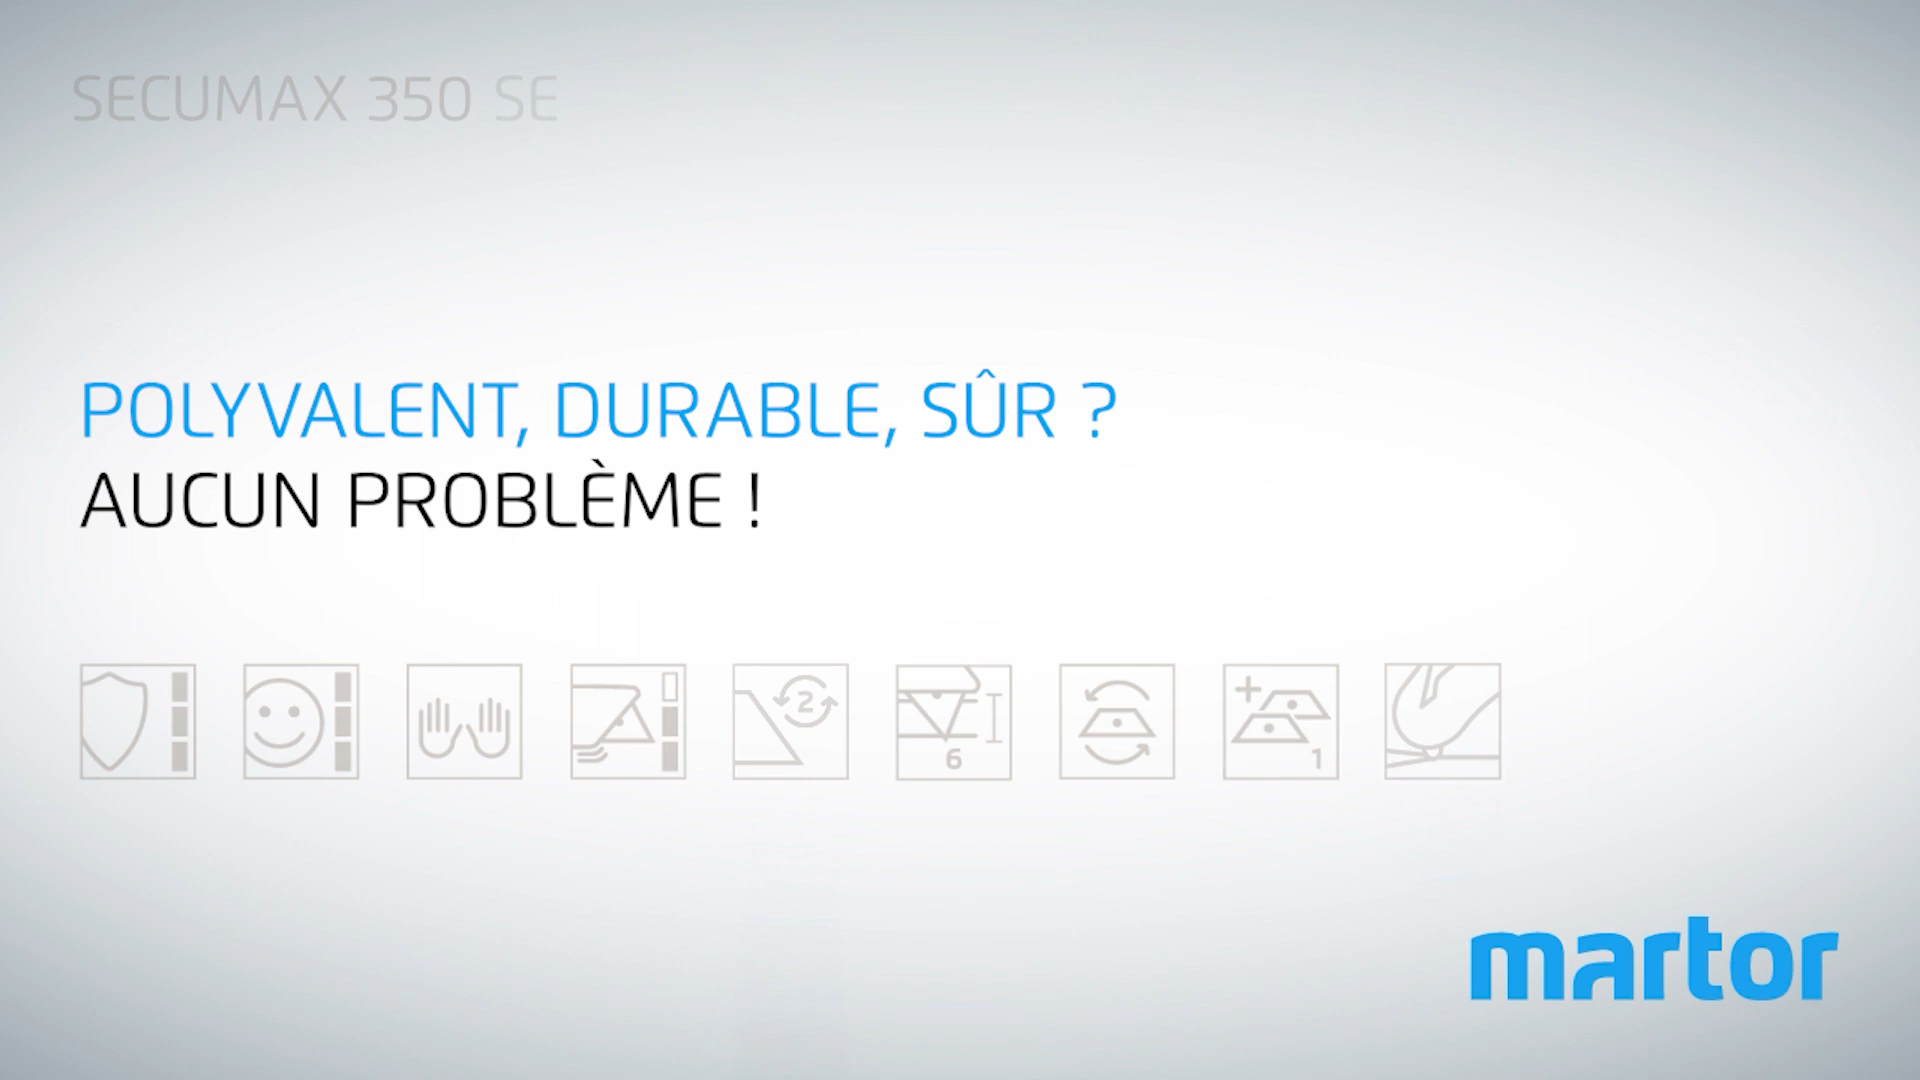 SECUMAX 350 SE
POLYVALENT, DURABLE, SÛR ?
AUCUN PROBLÈME !
2
6
1
martor